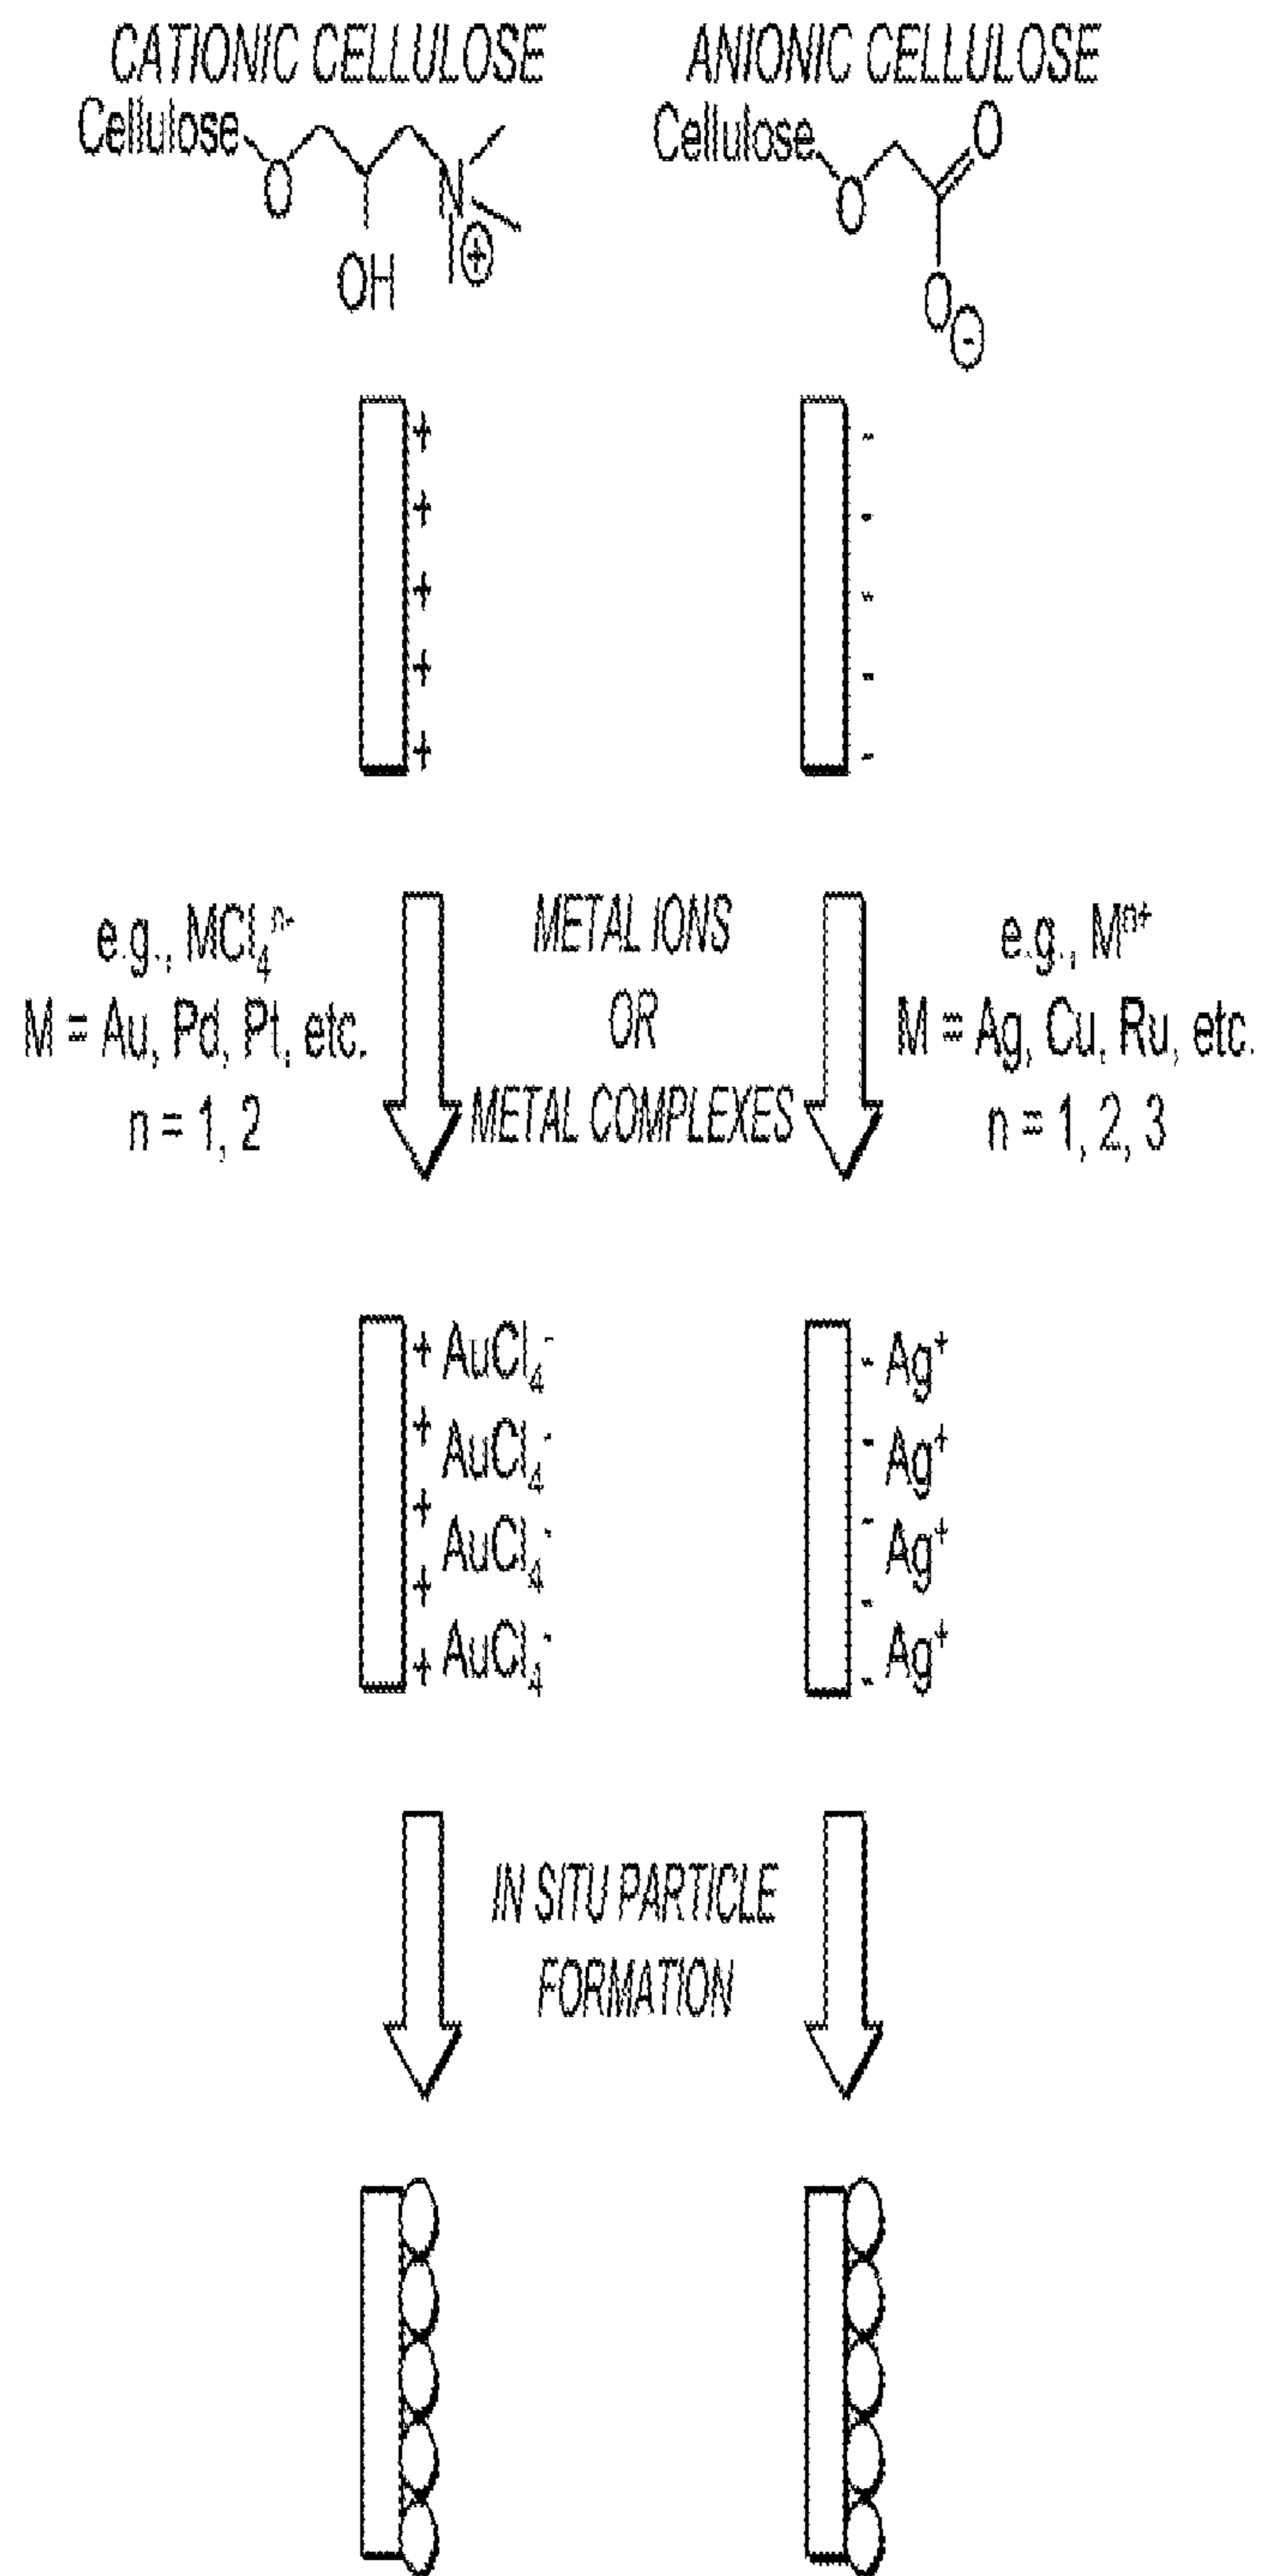 CATIONIC CELLULOSE
Cellulose
O
N
+
OH
ANIONIC CELLULOSE
Cellulose
O
O
O
-
+
+
+
+
+
-
-
-
-
-
e.g., MCl₄ⁿ⁻
M = Au, Pd, Pt, etc.
n = 1, 2
METAL IONS
OR
METAL COMPLEXES
e.g., Mⁿ⁺
M = Ag, Cu, Ru, etc.
n = 1, 2, 3
+ AuCl₄⁻
+ AuCl₄⁻
+
+ AuCl₄⁻
+ AuCl₄⁻
- Ag⁺
- Ag⁺
-
- Ag⁺
- Ag⁺
IN SITU PARTICLE
FORMATION